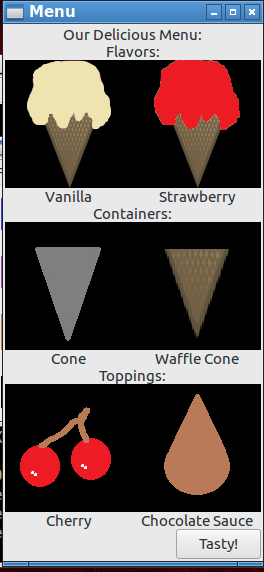 Menu
Our Delicious Menu:
Flavors:
Vanilla Strawberry
Containers:
Cone Waffle Cone
Toppings:
Cherry Chocolate Sauce
Tasty!